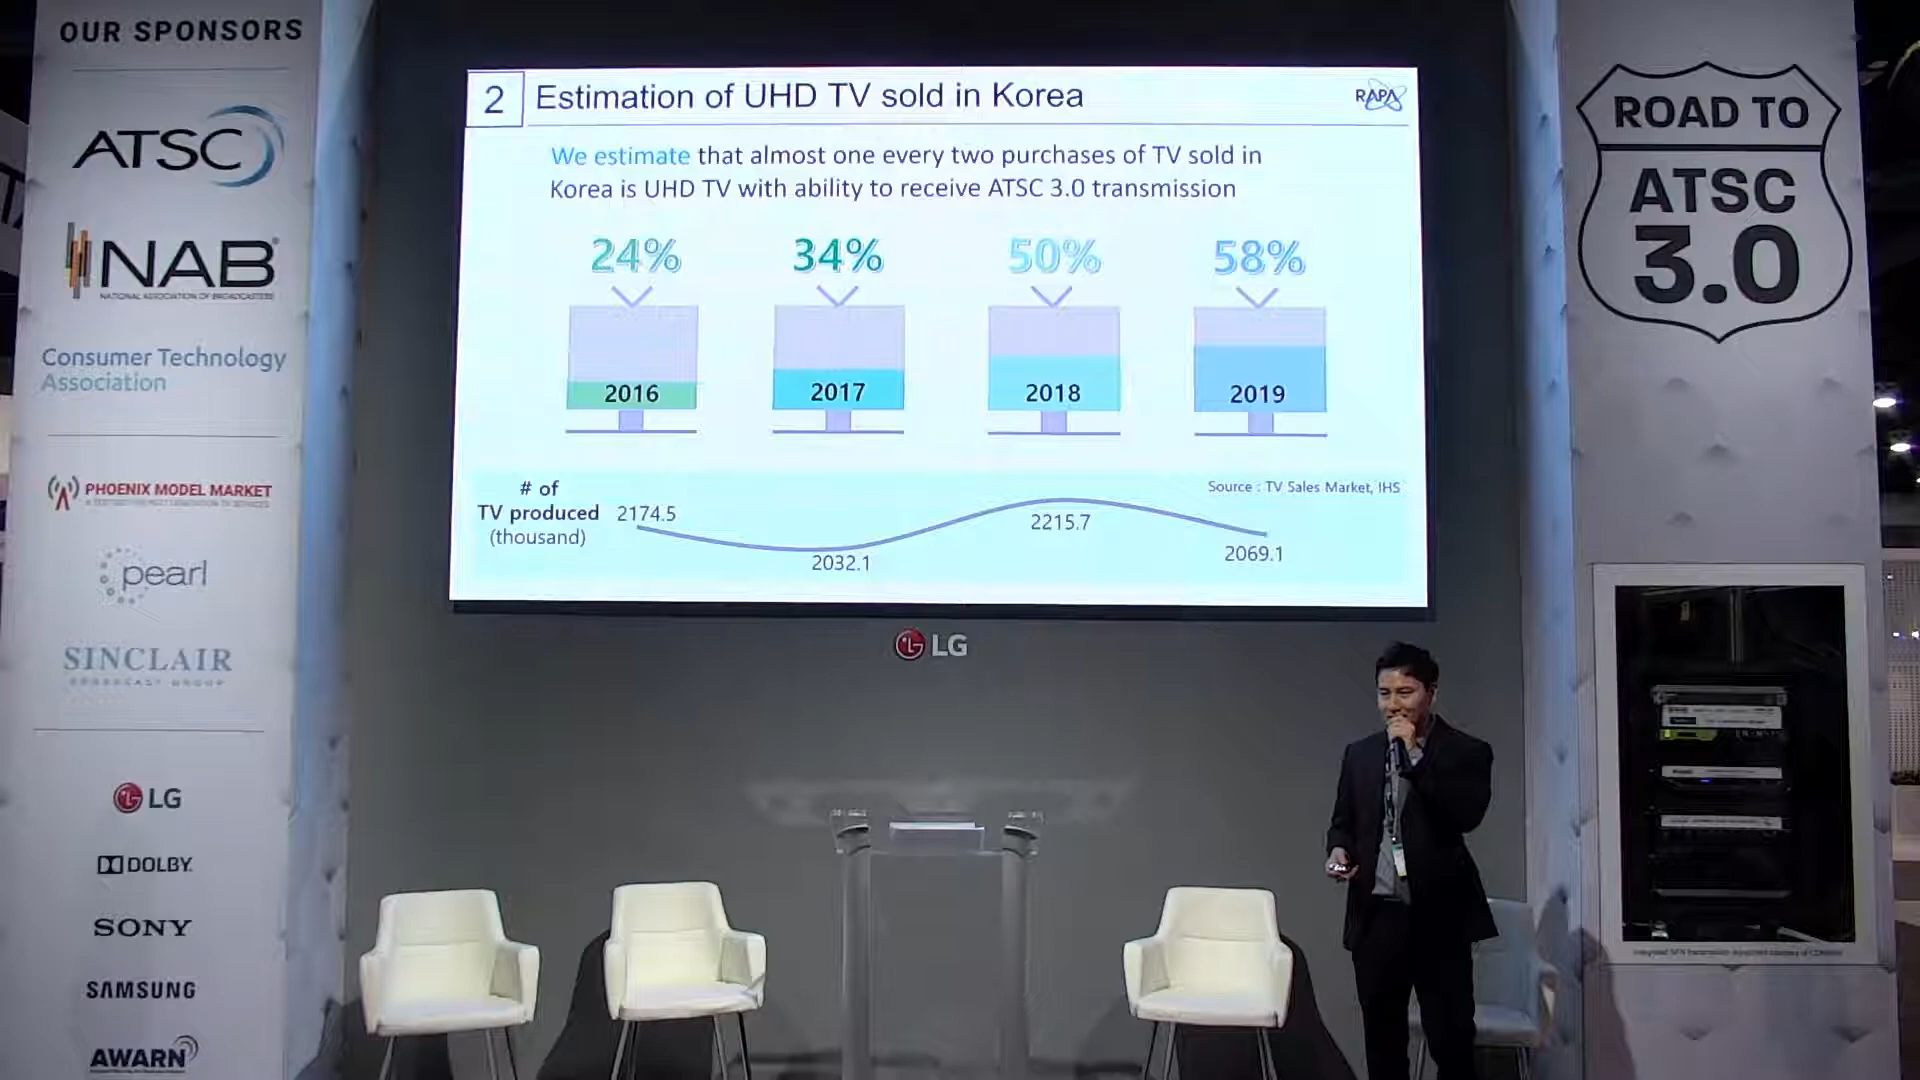 OUR SPONSORS
ATSC
NAB
NATIONAL ASSOCIATION OF BROADCASTERS
Consumer Technology
Association
PHOENIX MODEL MARKET
pearl
SINCLAIR
BROADCAST GROUP
LG
DOLBY
SONY
SAMSUNG
AWARN
2 Estimation of UHD TV sold in Korea
RAPA
We estimate that almost one every two purchases of TV sold in
Korea is UHD TV with ability to receive ATSC 3.0 transmission
24% 34% 50% 58%
2016 2017 2018 2019
# of
TV produced
(thousand)
2174.5
2032.1
2215.7
2069.1
Source : TV Sales Market, IHS
LG
ROAD TO
ATSC
3.0